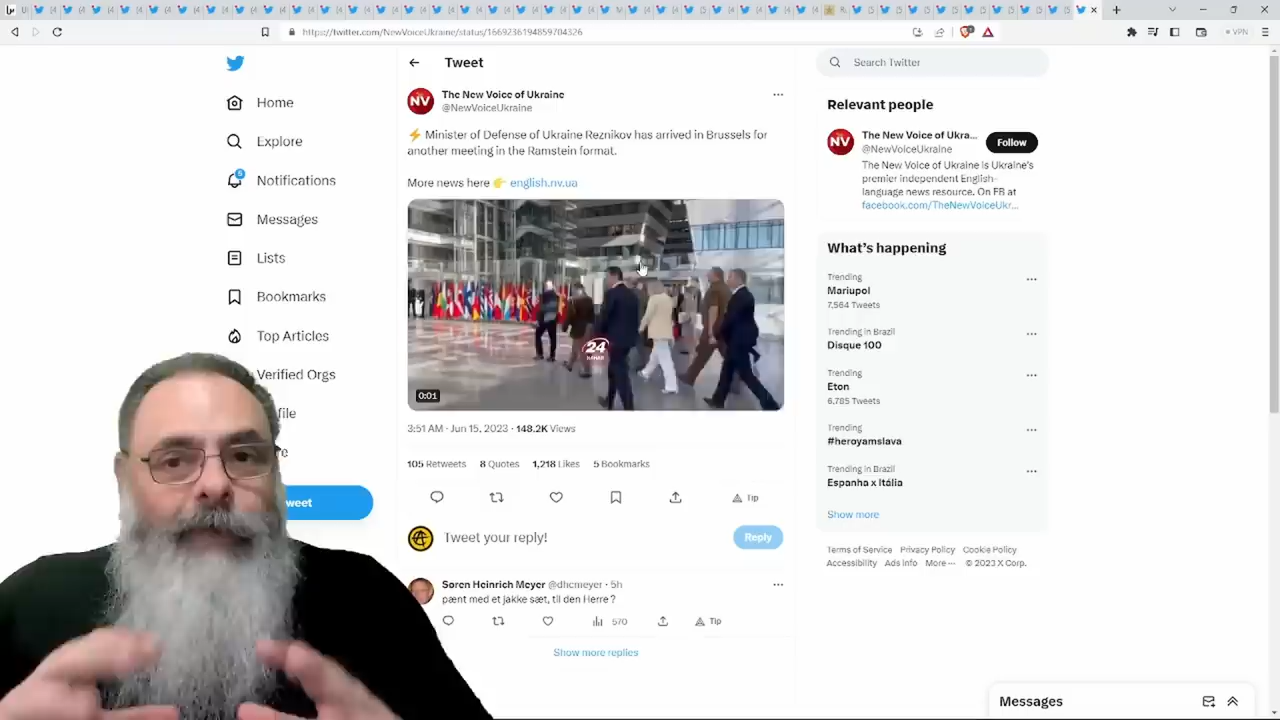 https://twitter.com/NewVoiceUkraine/status/1669236194859704326
VPN
Home
Explore
6
Notifications
Messages
Lists
Bookmarks
Top Articles
Verified Orgs
file
weet
Tweet
The New Voice of Ukraine
@NewVoiceUkraine
⚡ Minister of Defense of Ukraine Reznikov has arrived in Brussels for
another meeting in the Ramstein format.
More news here 👉 english.nv.ua
NV
24
0:01
3:51 AM · Jun 15, 2023 · 148.2K Views
105 Retweets 8 Quotes 1,218 Likes 5 Bookmarks
Tip
Tweet your reply!
Reply
Søren Heinrich Meyer @dhcmeyer · 5h
pænt med et jakke sæt, til den Herre ?
570
Tip
Show more replies
Search Twitter
Relevant people
NV
The New Voice of Ukra...
@NewVoiceUkraine
Follow
The New Voice of Ukraine is Ukraine's
premier independent English-
language news resource. On FB at
facebook.com/TheNewVoiceUkr...
What's happening
Trending
Mariupol
7,564 Tweets
Trending in Brazil
Disque 100
Trending
Eton
6,785 Tweets
Trending
#heroyamslava
Trending in Brazil
Espanha x Itália
Show more
Terms of Service Privacy Policy Cookie Policy
Accessibility Ads info More ··· © 2023 X Corp.
Messages